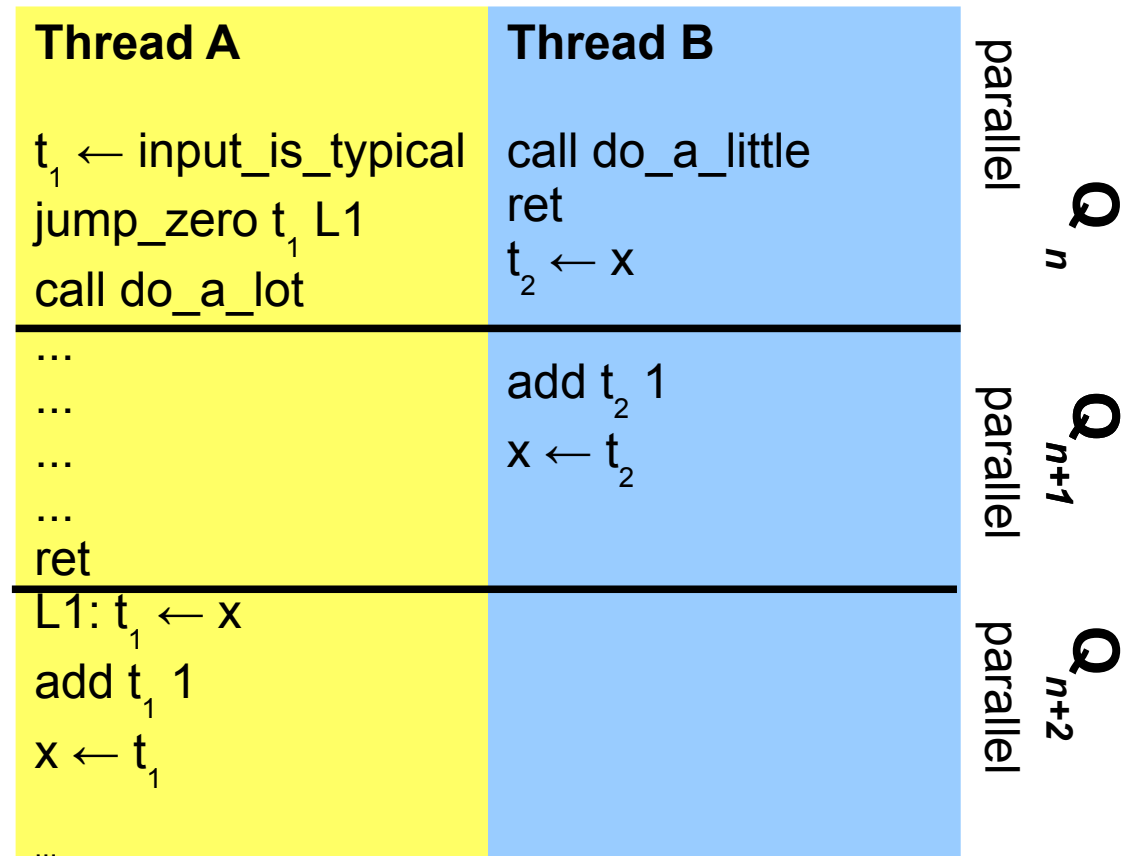 Thread A
t₁ ← input_is_typical
jump_zero t₁ L1
call do_a_lot
...
...
...
...
ret
L1: t₁ ← x
add t₁ 1
x ← t₁
...
Thread B
call do_a_little
ret
t₂ ← x
add t₂ 1
x ← t₂
parallel
Qₙ
parallel
Qₙ₊₁
parallel
Qₙ₊₂